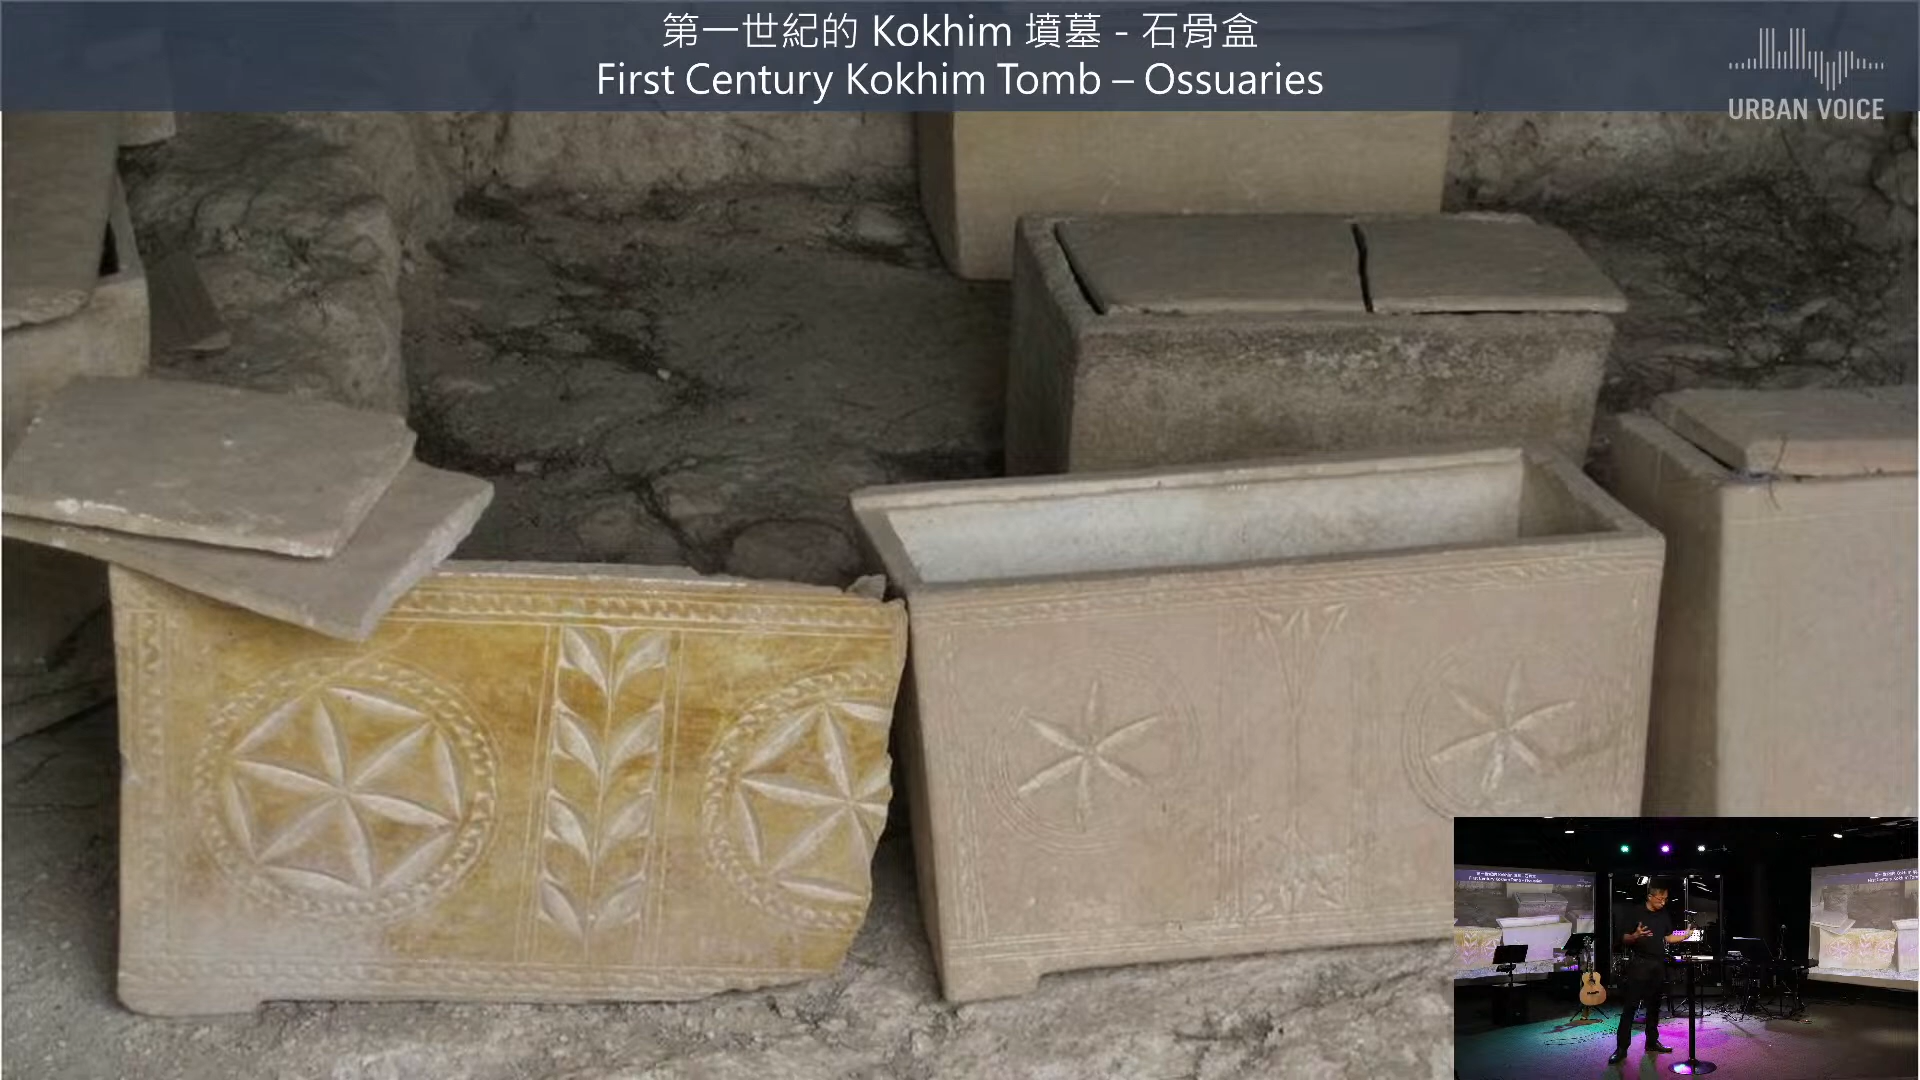 第一世紀的 Kokhim 墳墓 - 石骨盒
First Century Kokhim Tomb – Ossuaries
URBAN VOICE